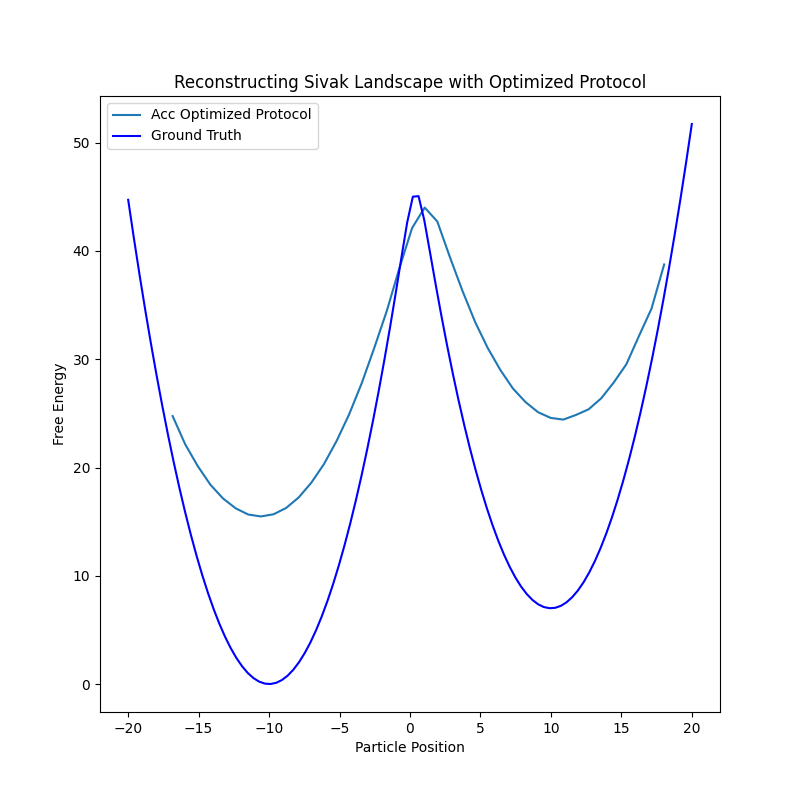 Reconstructing Sivak Landscape with Optimized Protocol
Acc Optimized Protocol
Ground Truth
Free Energy
50
40
30
20
10
0
−20 −15 −10 −5 0 5 10 15 20
Particle Position